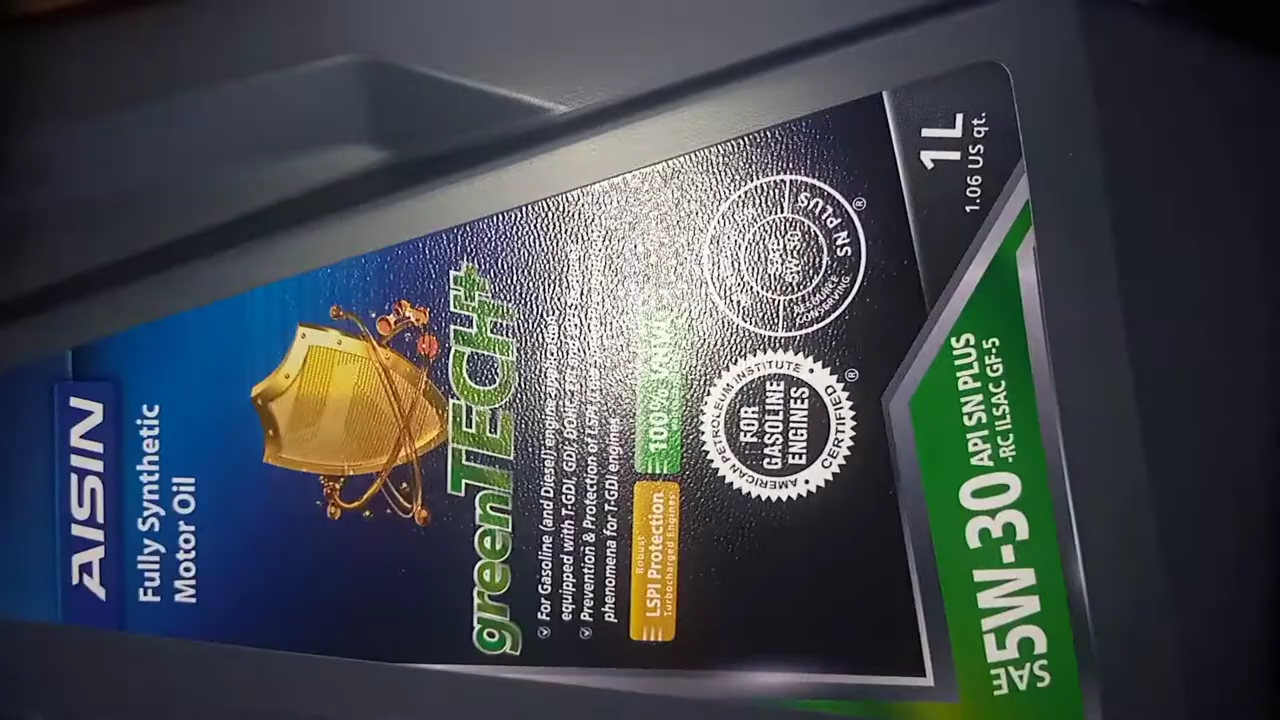 AISIN
Fully Synthetic
Motor Oil
greenTECH+
For Gasoline (and Diesel) engine
equipped with T-GDI, GDI
Prevention & Protection of LSPI
phenomena for T-GDI engine
Robust
LSPI Protection
Turbocharged Engines
100%
AMERICAN PETROLEUM INSTITUTE
FOR
GASOLINE
ENGINES
CERTIFIED
®
SAE
5W-30
RESOURCE
CONSERVING
SN PLUS
®
1L
1.06 US qt.
SAE 5W-30 API SN PLUS
-RC ILSAC GF-5